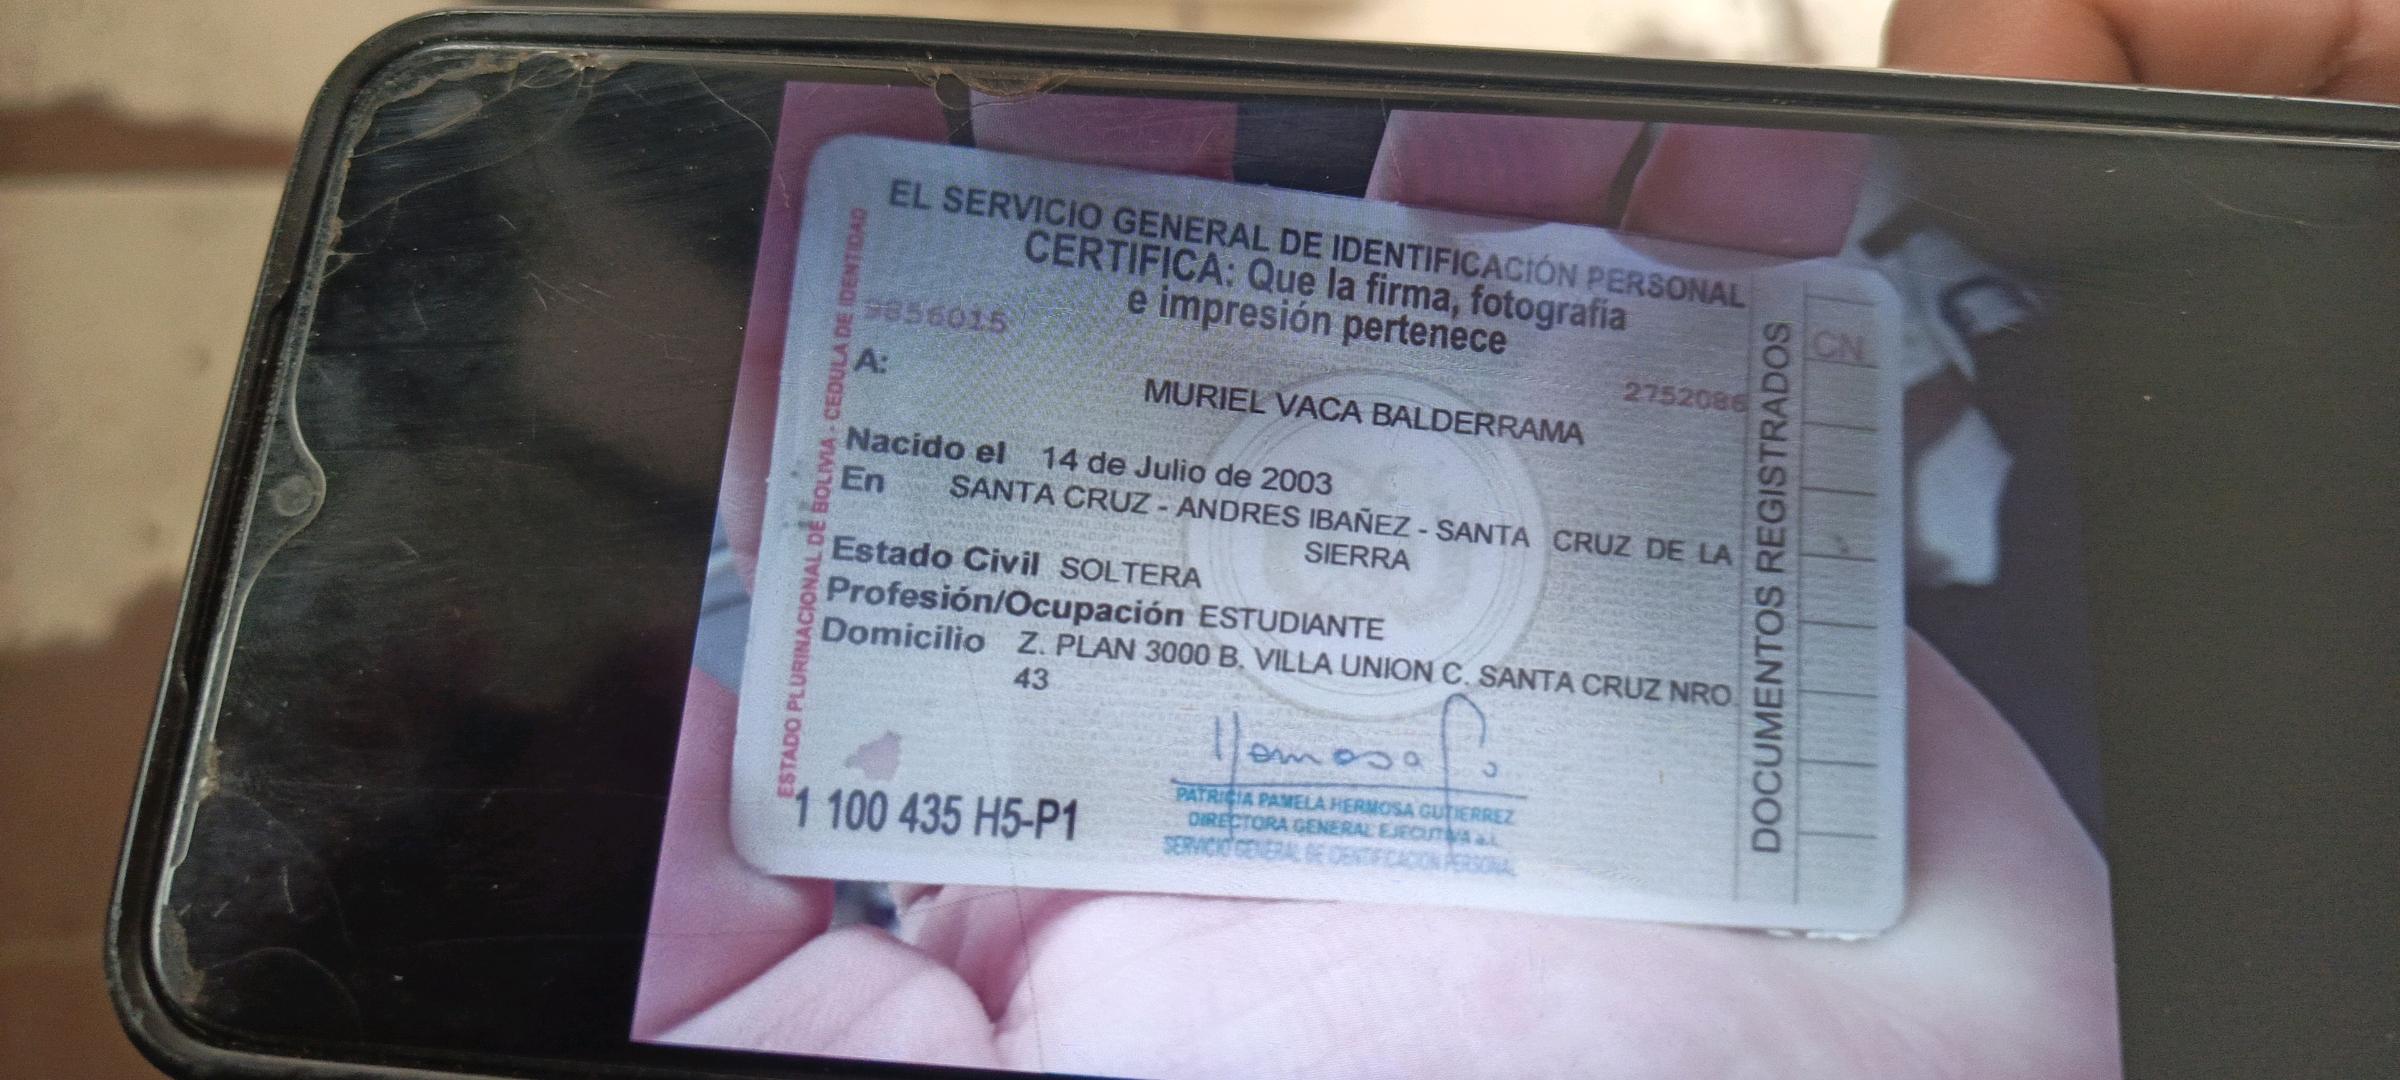 EL SERVICIO GENERAL DE IDENTIFICACIÓN PERSONAL
CERTIFICA: Que la firma, fotografia
e impresión pertenece
9856015
A:
2752086
MURIEL VACA BALDERRAMA
Nacido el 14 de Julio de 2003
En SANTA CRUZ - ANDRES IBAÑEZ - SANTA CRUZ DE LA
SIERRA
Estado Civil SOLTERA
Profesión/Ocupación ESTUDIANTE
Domicilio Z. PLAN 3000 B. VILLA UNION C. SANTA CRUZ NRO.
43
PATRICIA PAMELA HERMOSA GUTIERREZ
DIRECTORA GENERAL EJECUTIVA a.i.
SERVICIO GENERAL DE IDENTIFICACION PERSONAL
1 100 435 H5-P1
ESTADO PLURINACIONAL DE BOLIVIA - CEDULA DE IDENTIDAD
DOCUMENTOS REGISTRADOS
CN